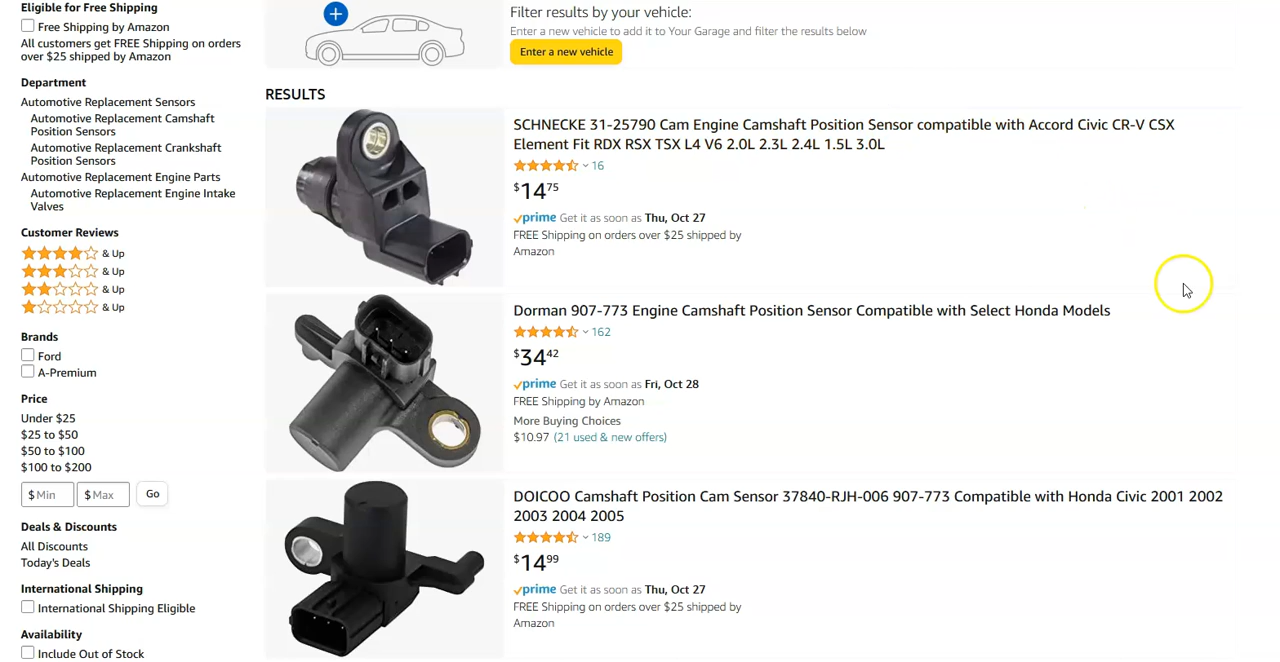 Eligible for Free Shipping
Free Shipping by Amazon
All customers get FREE Shipping on orders
over $25 shipped by Amazon
Department
Automotive Replacement Sensors
Automotive Replacement Camshaft
Position Sensors
Automotive Replacement Crankshaft
Position Sensors
Automotive Replacement Engine Parts
Automotive Replacement Engine Intake
Valves
Customer Reviews
& Up
& Up
& Up
& Up
Brands
Ford
A-Premium
Price
Under $25
$25 to $50
$50 to $100
$100 to $200
$ Min $ Max Go
Deals & Discounts
All Discounts
Today's Deals
International Shipping
International Shipping Eligible
Availability
Include Out of Stock
Filter results by your vehicle:
Enter a new vehicle to add it to Your Garage and filter the results below
Enter a new vehicle
RESULTS
SCHNECKE 31-25790 Cam Engine Camshaft Position Sensor compatible with Accord Civic CR-V CSX
Element Fit RDX RSX TSX L4 V6 2.0L 2.3L 2.4L 1.5L 3.0L
16
$14 75
prime Get it as soon as Thu, Oct 27
FREE Shipping on orders over $25 shipped by
Amazon
Dorman 907-773 Engine Camshaft Position Sensor Compatible with Select Honda Models
162
$34 42
prime Get it as soon as Fri, Oct 28
FREE Shipping by Amazon
More Buying Choices
$10.97 (21 used & new offers)
DOICOO Camshaft Position Cam Sensor 37840-RJH-006 907-773 Compatible with Honda Civic 2001 2002
2003 2004 2005
189
$14 99
prime Get it as soon as Thu, Oct 27
FREE Shipping on orders over $25 shipped by
Amazon